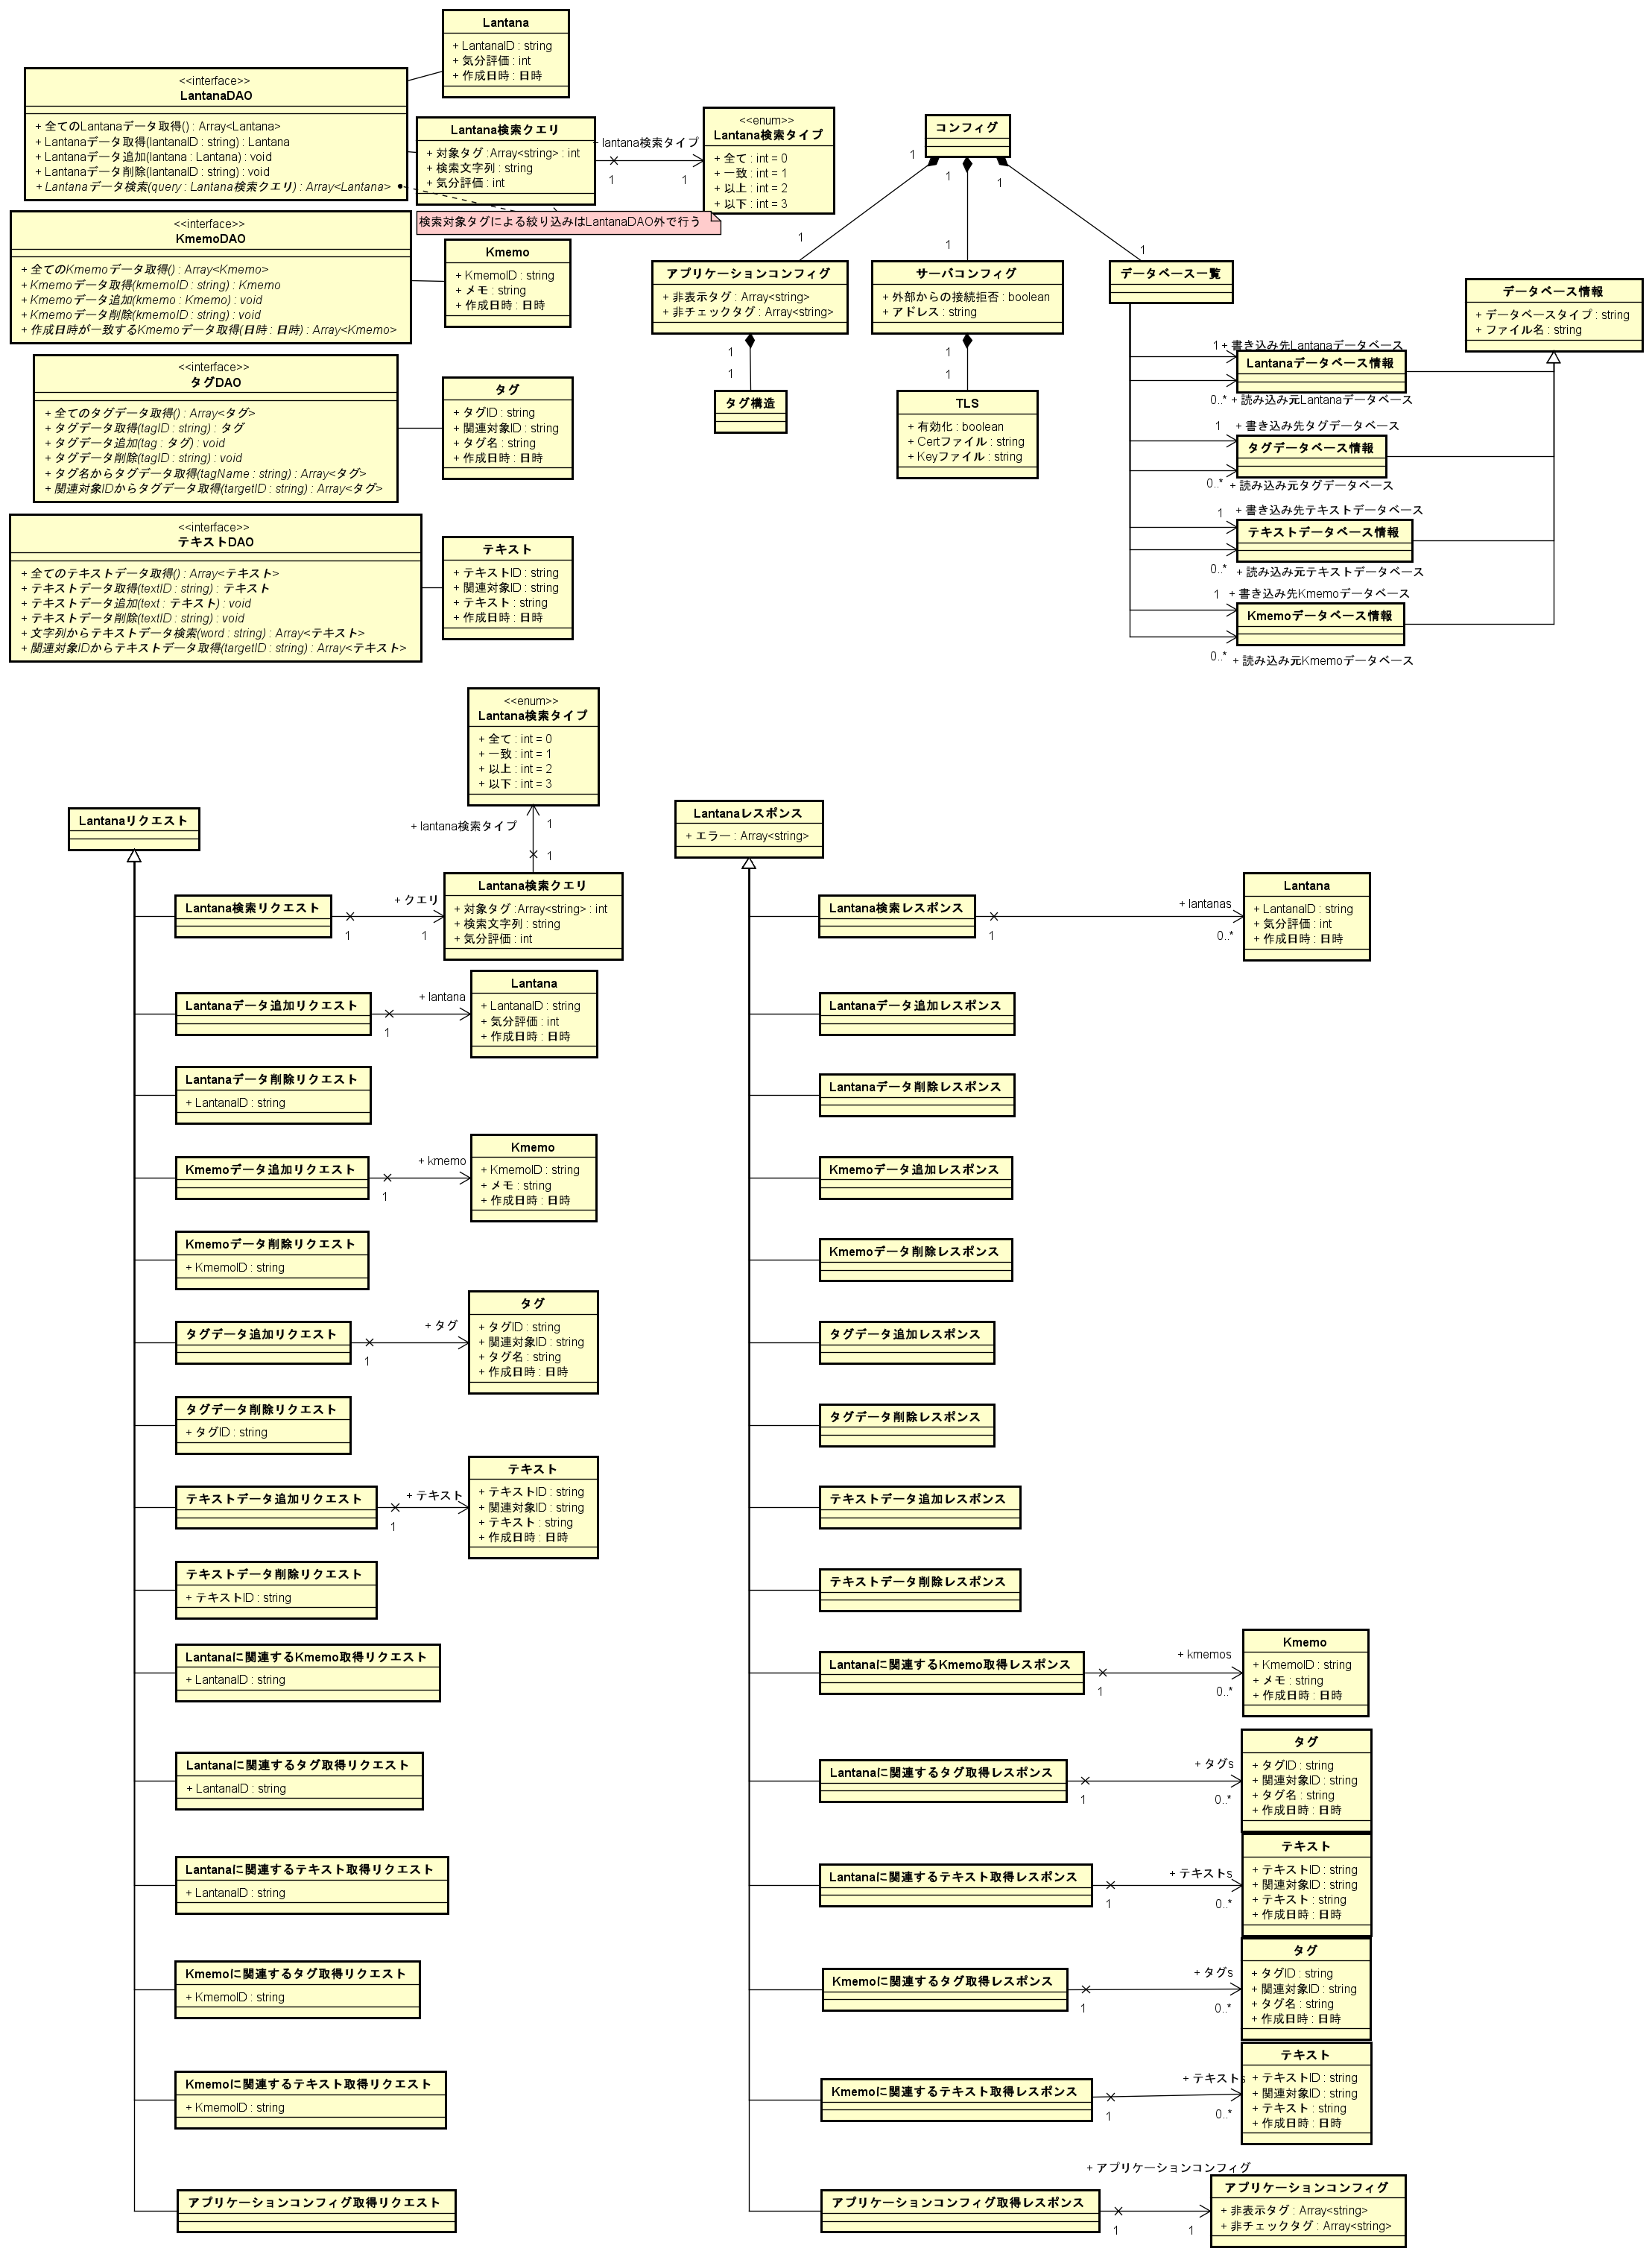 Lantana
+ LantanaID : string
+ 気分評価 : int
+ 作成日時 : 日時
<<interface>>
LantanaDAO
+ 全てのLantanaデータ取得() : Array<Lantana>
+ Lantanaデータ取得(lantanaID : string) : Lantana
+ Lantanaデータ追加(lantana : Lantana) : void
+ Lantanaデータ削除(lantanaID : string) : void
+ Lantanaデータ検索(query : Lantana検索クエリ) : Array<Lantana>
Lantana検索クエリ
+ 対象タグ :Array<string> : int
+ 検索文字列 : string
+ 気分評価 : int
lantana検索タイプ
1
1
<<enum>>
Lantana検索タイプ
+ 全て : int = 0
+ 一致 : int = 1
+ 以上 : int = 2
+ 以下 : int = 3
検索対象タグによる絞り込みはLantanaDAO外で行う
<<interface>>
KmemoDAO
+ 全てのKmemoデータ取得() : Array<Kmemo>
+ Kmemoデータ取得(kmemoID : string) : Kmemo
+ Kmemoデータ追加(kmemo : Kmemo) : void
+ Kmemoデータ削除(kmemoID : string) : void
+ 作成日時が一致するKmemoデータ取得(日時 : 日時) : Array<Kmemo>
Kmemo
+ KmemoID : string
+ メモ : string
+ 作成日時 : 日時
<<interface>>
タグDAO
+ 全てのタグデータ取得() : Array<タグ>
+ タグデータ取得(tagID : string) : タグ
+ タグデータ追加(tag : タグ) : void
+ タグデータ削除(tagID : string) : void
+ タグ名からタグデータ取得(tagName : string) : Array<タグ>
+ 関連対象IDからタグデータ取得(targetID : string) : Array<タグ>
タグ
+ タグID : string
+ 関連対象ID : string
+ タグ名 : string
+ 作成日時 : 日時
<<interface>>
テキストDAO
+ 全てのテキストデータ取得() : Array<テキスト>
+ テキストデータ取得(textID : string) : テキスト
+ テキストデータ追加(text : テキスト) : void
+ テキストデータ削除(textID : string) : void
+ 文字列からテキストデータ検索(word : string) : Array<テキスト>
+ 関連対象IDからテキストデータ取得(targetID : string) : Array<テキスト>
テキスト
+ テキストID : string
+ 関連対象ID : string
+ テキスト : string
+ 作成日時 : 日時
コンフィグ
1
1
1
1
1
1
アプリケーションコンフィグ
+ 非表示タグ : Array<string>
+ 非チェックタグ : Array<string>
1
1
タグ構造
サーバコンフィグ
+ 外部からの接続拒否 : boolean
+ アドレス : string
1
1
TLS
+ 有効化 : boolean
+ Certファイル : string
+ Keyファイル : string
データベース一覧
データベース情報
+ データベースタイプ : string
+ ファイル名 : string
1 + 書き込み先Lantanaデータベース
Lantanaデータベース情報
0..* + 読み込み元Lantanaデータベース
1 + 書き込み先タグデータベース
タグデータベース情報
0..* + 読み込み元タグデータベース
1 + 書き込み先テキストデータベース
テキストデータベース情報
0..* + 読み込み元テキストデータベース
1 + 書き込み先Kmemoデータベース
Kmemoデータベース情報
0..* + 読み込み元Kmemoデータベース
<<enum>>
Lantana検索タイプ
+ 全て : int = 0
+ 一致 : int = 1
+ 以上 : int = 2
+ 以下 : int = 3
+ lantana検索タイプ
1
1
Lantanaリクエスト
Lantana検索リクエスト
+ クエリ
1
1
Lantana検索クエリ
+ 対象タグ :Array<string> : int
+ 検索文字列 : string
+ 気分評価 : int
Lantanaデータ追加リクエスト
+ lantana
1
Lantana
+ LantanaID : string
+ 気分評価 : int
+ 作成日時 : 日時
Lantanaデータ削除リクエスト
+ LantanaID : string
Kmemoデータ追加リクエスト
+ kmemo
1
Kmemo
+ KmemoID : string
+ メモ : string
+ 作成日時 : 日時
Kmemoデータ削除リクエスト
+ KmemoID : string
タグデータ追加リクエスト
+ タグ
1
タグ
+ タグID : string
+ 関連対象ID : string
+ タグ名 : string
+ 作成日時 : 日時
タグデータ削除リクエスト
+ タグID : string
テキストデータ追加リクエスト
+ テキスト
1
テキスト
+ テキストID : string
+ 関連対象ID : string
+ テキスト : string
+ 作成日時 : 日時
テキストデータ削除リクエスト
+ テキストID : string
Lantanaに関連するKmemo取得リクエスト
+ LantanaID : string
Lantanaに関連するタグ取得リクエスト
+ LantanaID : string
Lantanaに関連するテキスト取得リクエスト
+ LantanaID : string
Kmemoに関連するタグ取得リクエスト
+ KmemoID : string
Kmemoに関連するテキスト取得リクエスト
+ KmemoID : string
アプリケーションコンフィグ取得リクエスト
Lantanaレスポンス
+ エラー : Array<string>
Lantana検索レスポンス
+ lantanas
1
0..*
Lantana
+ LantanaID : string
+ 気分評価 : int
+ 作成日時 : 日時
Lantanaデータ追加レスポンス
Lantanaデータ削除レスポンス
Kmemoデータ追加レスポンス
Kmemoデータ削除レスポンス
タグデータ追加レスポンス
タグデータ削除レスポンス
テキストデータ追加レスポンス
テキストデータ削除レスポンス
Lantanaに関連するKmemo取得レスポンス
+ kmemos
1
0..*
Kmemo
+ KmemoID : string
+ メモ : string
+ 作成日時 : 日時
Lantanaに関連するタグ取得レスポンス
+ タグs
1
0..*
タグ
+ タグID : string
+ 関連対象ID : string
+ タグ名 : string
+ 作成日時 : 日時
Lantanaに関連するテキスト取得レスポンス
+ テキストs
1
0..*
テキスト
+ テキストID : string
+ 関連対象ID : string
+ テキスト : string
+ 作成日時 : 日時
Kmemoに関連するタグ取得レスポンス
+ タグs
1
0..*
タグ
+ タグID : string
+ 関連対象ID : string
+ タグ名 : string
+ 作成日時 : 日時
Kmemoに関連するテキスト取得レスポンス
+ テキストs
1
0..*
テキスト
+ テキストID : string
+ 関連対象ID : string
+ テキスト : string
+ 作成日時 : 日時
アプリケーションコンフィグ取得レスポンス
+ アプリケーションコンフィグ
1
1
アプリケーションコンフィグ
+ 非表示タグ : Array<string>
+ 非チェックタグ : Array<string>